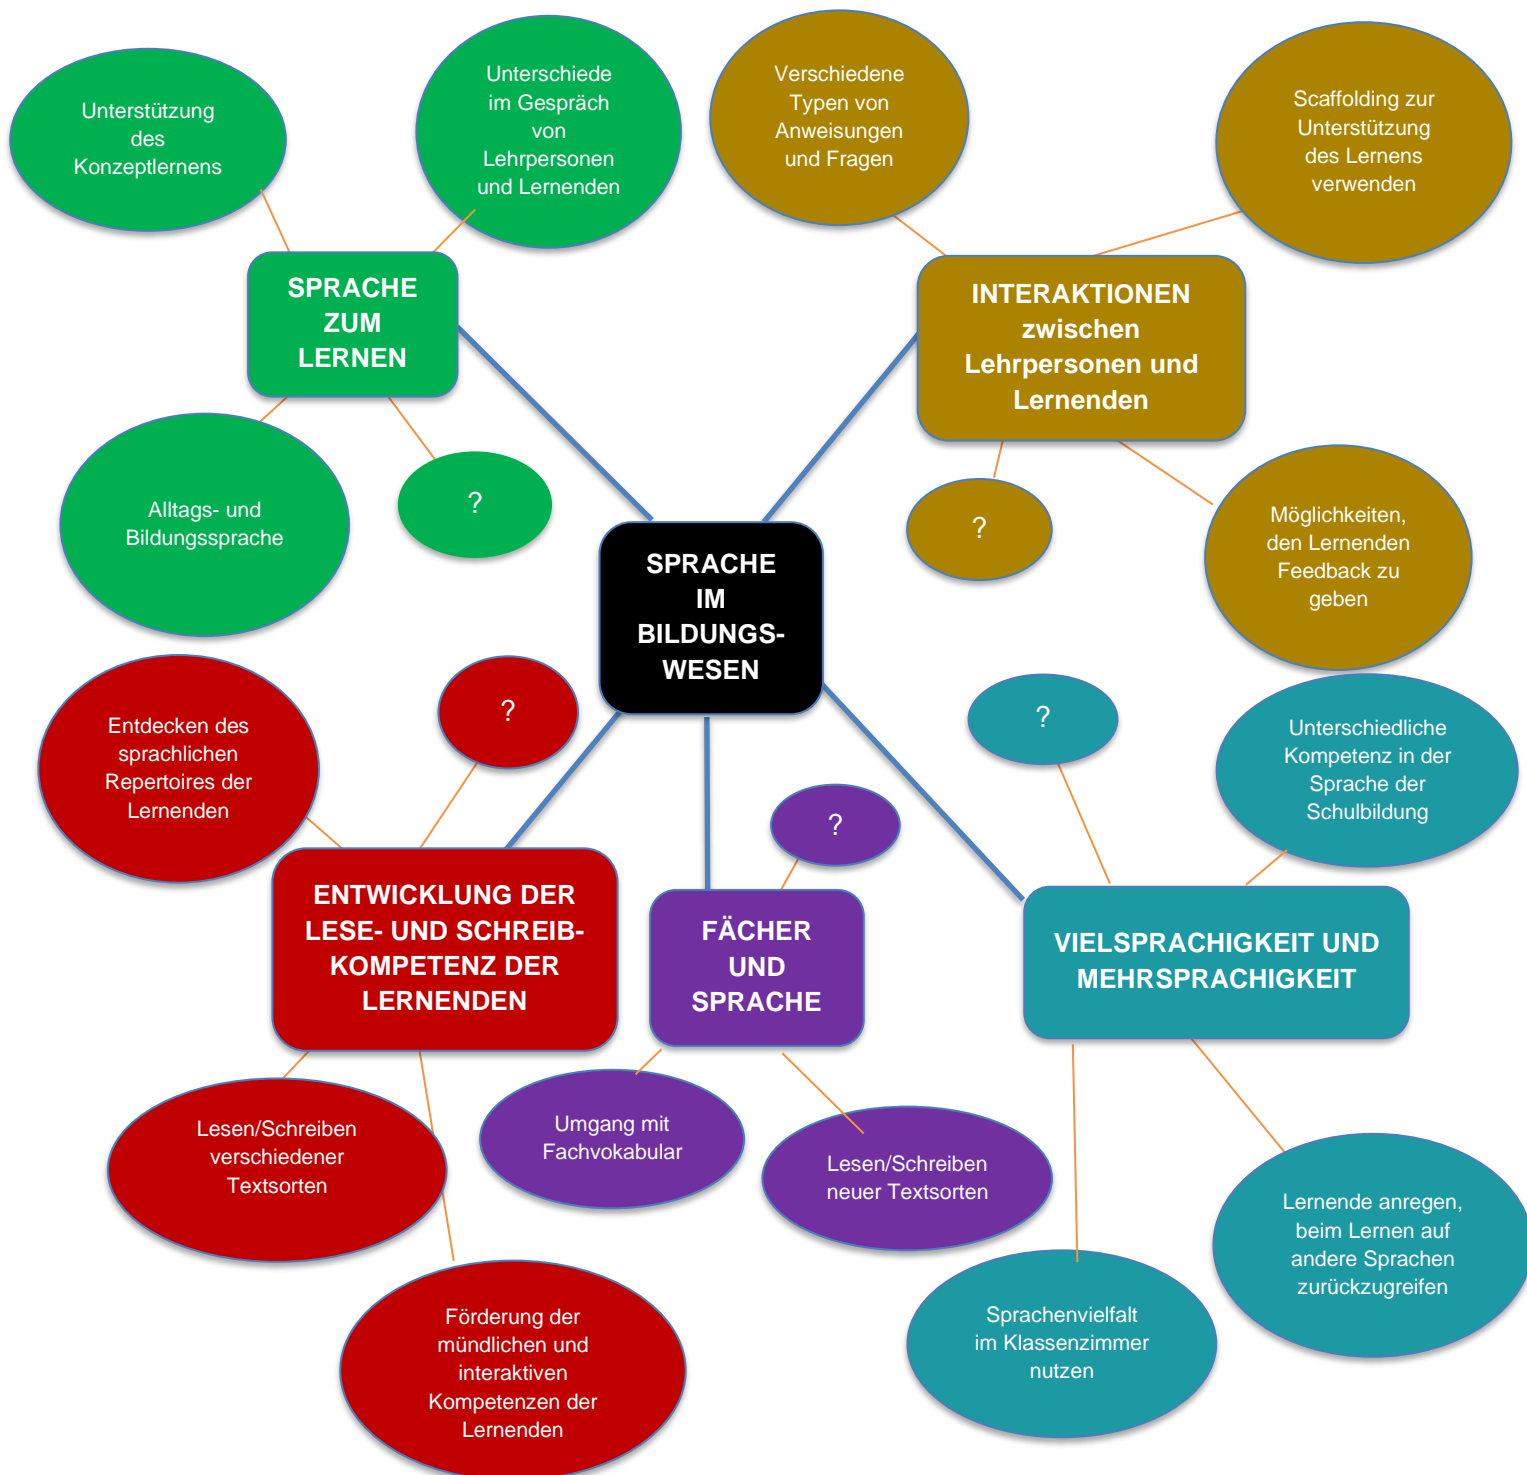 Unterstützung
des
Konzeptlernens
Unterschiede
im Gespräch
von
Lehrpersonen
und Lernenden
SPRACHE
ZUM
LERNEN
Alltags- und
Bildungssprache
?
Verschiedene
Typen von
Anweisungen
und Fragen
Scaffolding zur
Unterstützung
des Lernens
verwenden
INTERAKTIONEN
zwischen
Lehrpersonen und
Lernenden
?
Möglichkeiten,
den Lernenden
Feedback zu
geben
SPRACHE
IM
BILDUNGS-
WESEN
Entdecken des
sprachlichen
Repertoires der
Lernenden
?
ENTWICKLUNG DER
LESE- UND SCHREIB-
KOMPETENZ DER
LERNENDEN
Lesen/Schreiben
verschiedener
Textsorten
Förderung der
mündlichen und
interaktiven
Kompetenzen der
Lernenden
?
FÄCHER
UND
SPRACHE
Umgang mit
Fachvokabular
Lesen/Schreiben
neuer Textsorten
?
Unterschiedliche
Kompetenz in der
Sprache der
Schulbildung
VIELSPRACHIGKEIT UND
MEHRSPRACHIGKEIT
Sprachenvielfalt
im Klassenzimmer
nutzen
Lernende anregen,
beim Lernen auf
andere Sprachen
zurückzugreifen